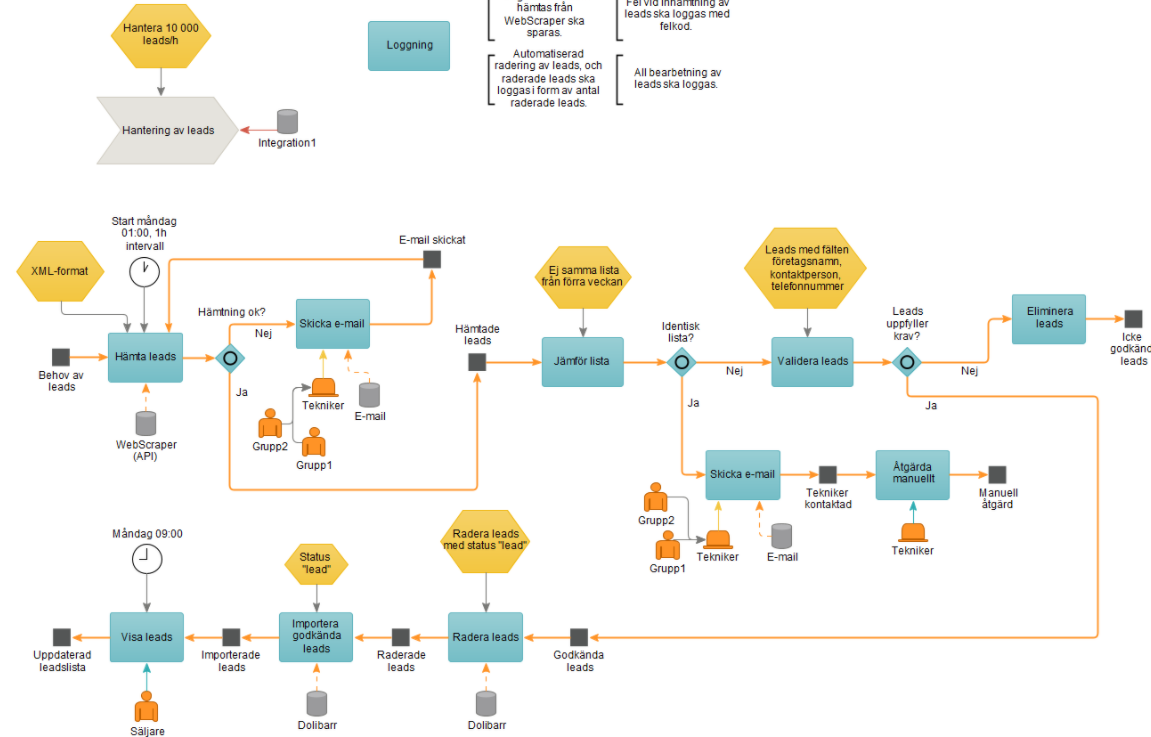 hämtas från
WebScraper ska
sparas.
Fel vid inhämtning av
leads ska loggas med
felkod.
Hantera 10 000
leads/h
Loggning
Automatiserad
radering av leads, och
raderade leads ska
loggas i form av antal
raderade leads.
All bearbetning av
leads ska loggas.
Hantering av leads
Integration1
Start måndag
01:00, 1h
intervall
XML-format
E-mail skickat
Ej samma lista
från förra veckan
Leads med fälten
företagsnamn,
kontaktperson,
telefonnummer
Hämtning ok?
Nej
Skicka e-mail
Hämtade
leads
Identisk
lista?
Leads
uppfyller
krav?
Eliminera
leads
Icke
godkänd
leads
Behov av
leads
Hämta leads
Ja
Jämför lista
Nej
Validera leads
Nej
Tekniker
E-mail
Grupp2
Grupp1
WebScraper
(API)
Ja
Ja
Skicka e-mail
Tekniker
kontaktad
Åtgärda
manuellt
Manuell
åtgärd
Grupp2
Grupp1
Tekniker
E-mail
Tekniker
Måndag 09:00
Status
"lead"
Radera leads
med status "lead"
Uppdaterad
leadslista
Visa leads
Importerade
leads
Importera
godkända
leads
Raderade
leads
Radera leads
Godkända
leads
Säljare
Dolibarr
Dolibarr